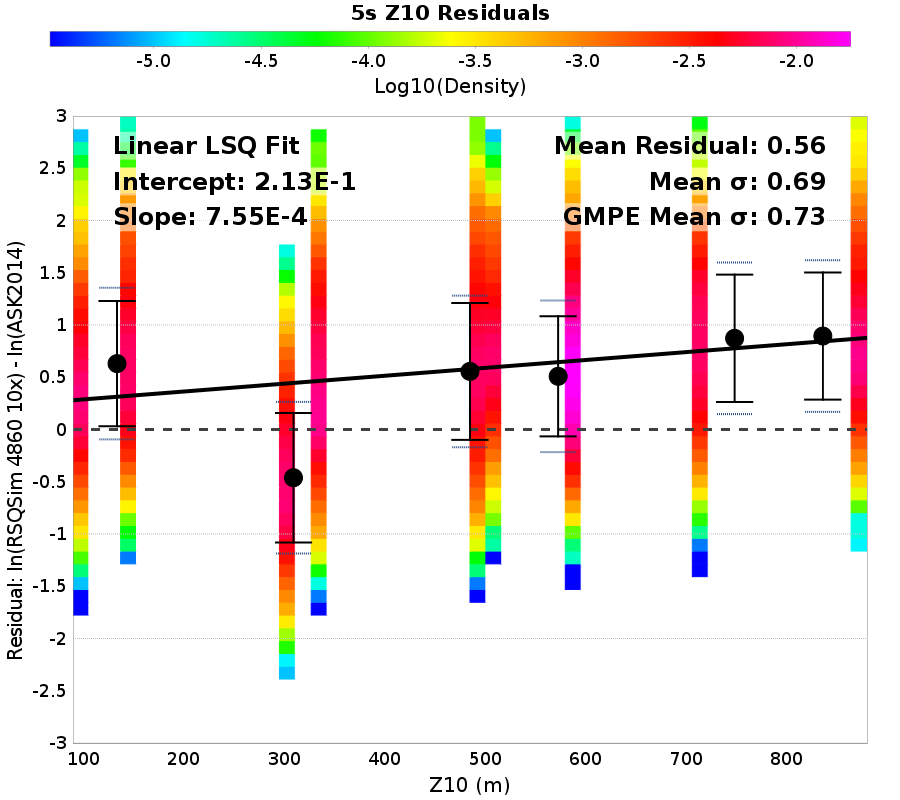 5s Z10 Residuals
-5.0 -4.5 -4.0 -3.5 -3.0 -2.5 -2.0
Log10(Density)
Linear LSQ Fit
Intercept: 2.13E-1
Slope: 7.55E-4
Mean Residual: 0.56
Mean σ: 0.69
GMPE Mean σ: 0.73
Residual: ln(RSQSim 4860 10x) - ln(ASK2014)
3
2.5
2
1.5
1
0.5
0
-0.5
-1
-1.5
-2
-2.5
-3
100 200 300 400 500 600 700 800
Z10 (m)